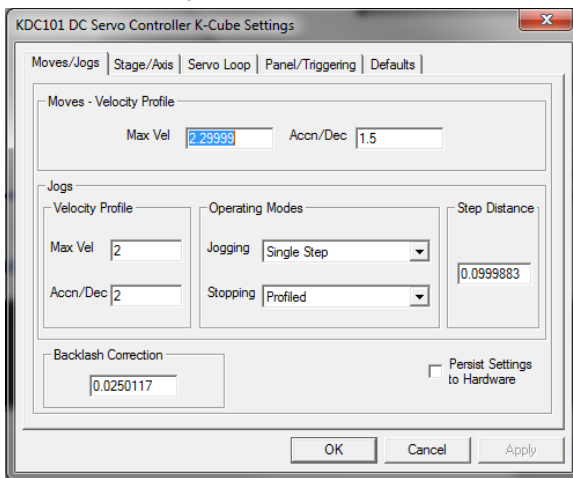 KDC101 DC Servo Controller K-Cube Settings
Moves/Jogs Stage/Axis Servo Loop Panel/Triggering Defaults
Moves - Velocity Profile
Max Vel 2.29999 Accn/Dec 1.5
Jogs
Velocity Profile Operating Modes Step Distance
Max Vel 2 Jogging Single Step
0.0999883
Accn/Dec 2 Stopping Profiled
Backlash Correction
0.0250117
Persist Settings
to Hardware
OK Cancel Apply